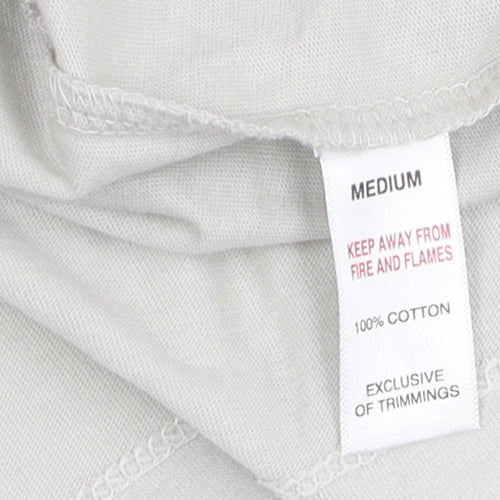 MEDIUM
KEEP AWAY FROM
FIRE AND FLAMES
100% COTTON
EXCLUSIVE
OF TRIMMINGS